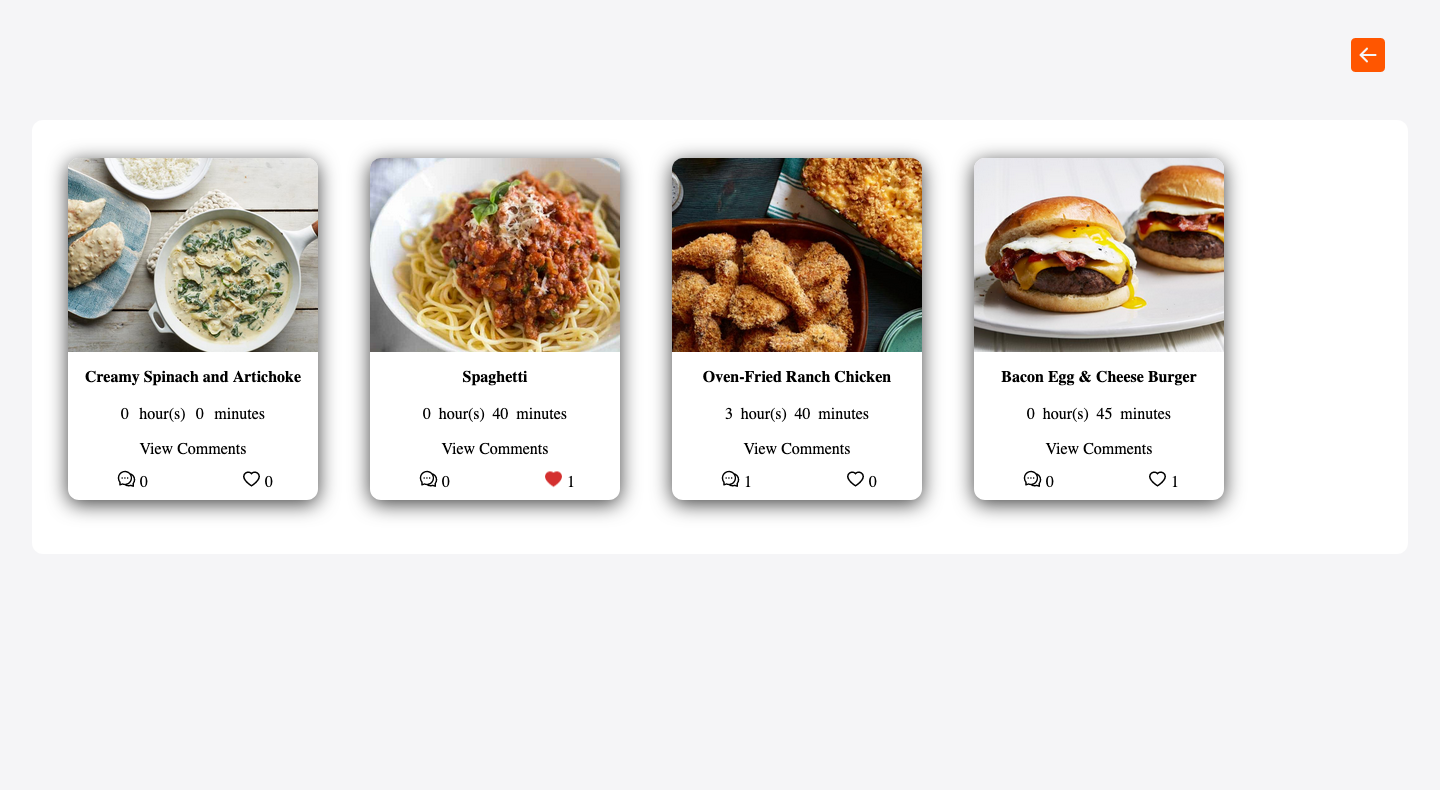 Creamy Spinach and Artichoke
0 hour(s) 0 minutes
View Comments
0 0
Spaghetti
0 hour(s) 40 minutes
View Comments
0 1
Oven-Fried Ranch Chicken
3 hour(s) 40 minutes
View Comments
1 0
Bacon Egg & Cheese Burger
0 hour(s) 45 minutes
View Comments
0 1